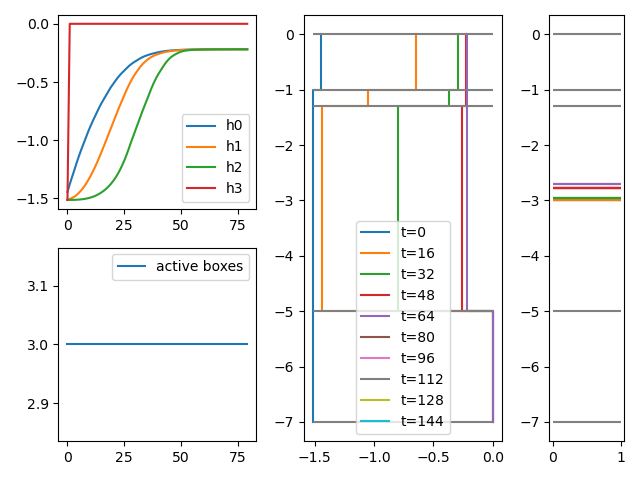 0.0
−0.5
−1.0
−1.5
h0
h1
h2
h3
0 25 50 75
3.1
3.0
2.9
active boxes
0 25 50 75
0
−1
−2
−3
−4
−5
−6
−7
t=0
t=16
t=32
t=48
t=64
t=80
t=96
t=112
t=128
t=144
−1.5 −1.0 −0.5 0.0
0
−1
−2
−3
−4
−5
−6
−7
0 1